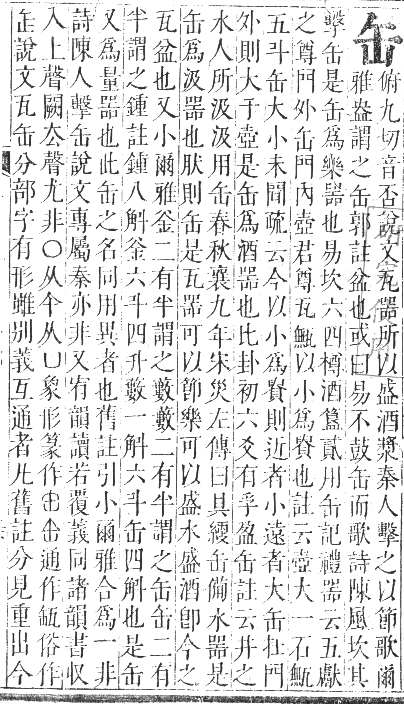 缶
俯九切音否說文瓦器所以盛酒漿秦人擊之以節歌爾
雅盎謂之缶郭註盆也或曰易不鼓缶而歌詩陳風坎其
擊缶是缶爲樂器也易坎六四樽酒簋貳用缶記禮器云五獻
之尊門外缶門內壺君尊瓦甒以小爲貴也註云壺大一石甒
五斗缶大小未聞疏云今以小爲貴則近者小遠者大缶在門
外則大于壺是缶爲酒器也比卦初六爻有孚盈缶註云井之
水人所汲汲用缶春秋襄九年宋災左傳曰具綆缶備水器是
缶爲汲器也肰則缶是瓦器可以節樂可以盛水盛酒卽今之
瓦盆也又小爾雅釜二有半謂之藪藪二有半謂之缶缶二有
半謂之鍾註鍾八斛釜六斗四升藪一斛六斗缶四斛也是缶
又爲量器也此缶之名同用異者也舊註引小爾雅合爲一非
詩陳人擊缶說文專屬秦亦非又宥韻讀若覆義同諸韻書収
入上聲闕厺聲尤非〇从𠆢从凵象形篆作通作缻俗作
缷說文瓦缶分部字有形雖别義互通者凡舊註分見重出今